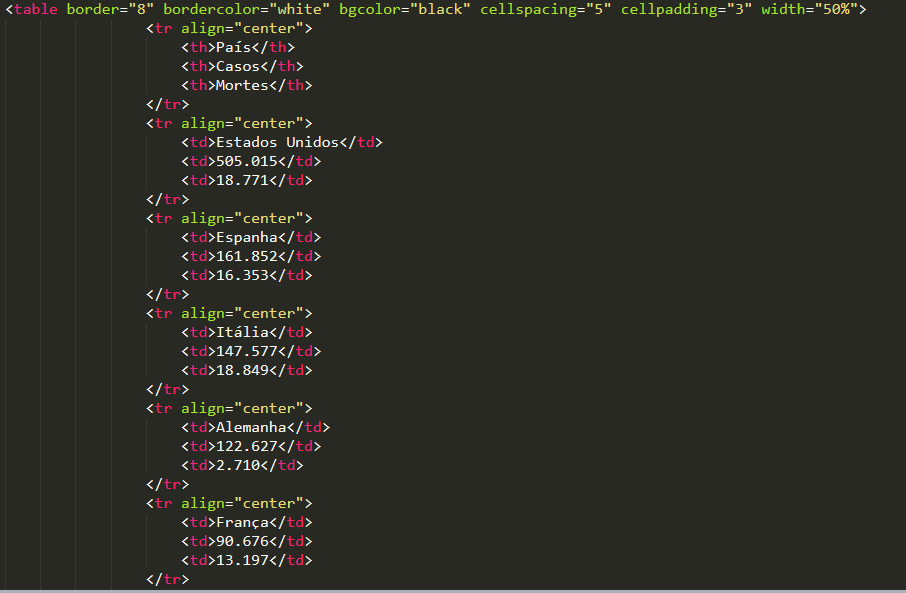 <table border="8" bordercolor="white" bgcolor="black" cellspacing="5" cellpadding="3" width="50%">
<tr align="center">
<th>País</th>
<th>Casos</th>
<th>Mortes</th>
</tr>
<tr align="center">
<td>Estados Unidos</td>
<td>505.015</td>
<td>18.771</td>
</tr>
<tr align="center">
<td>Espanha</td>
<td>161.852</td>
<td>16.353</td>
</tr>
<tr align="center">
<td>Itália</td>
<td>147.577</td>
<td>18.849</td>
</tr>
<tr align="center">
<td>Alemanha</td>
<td>122.627</td>
<td>2.710</td>
</tr>
<tr align="center">
<td>França</td>
<td>90.676</td>
<td>13.197</td>
</tr>